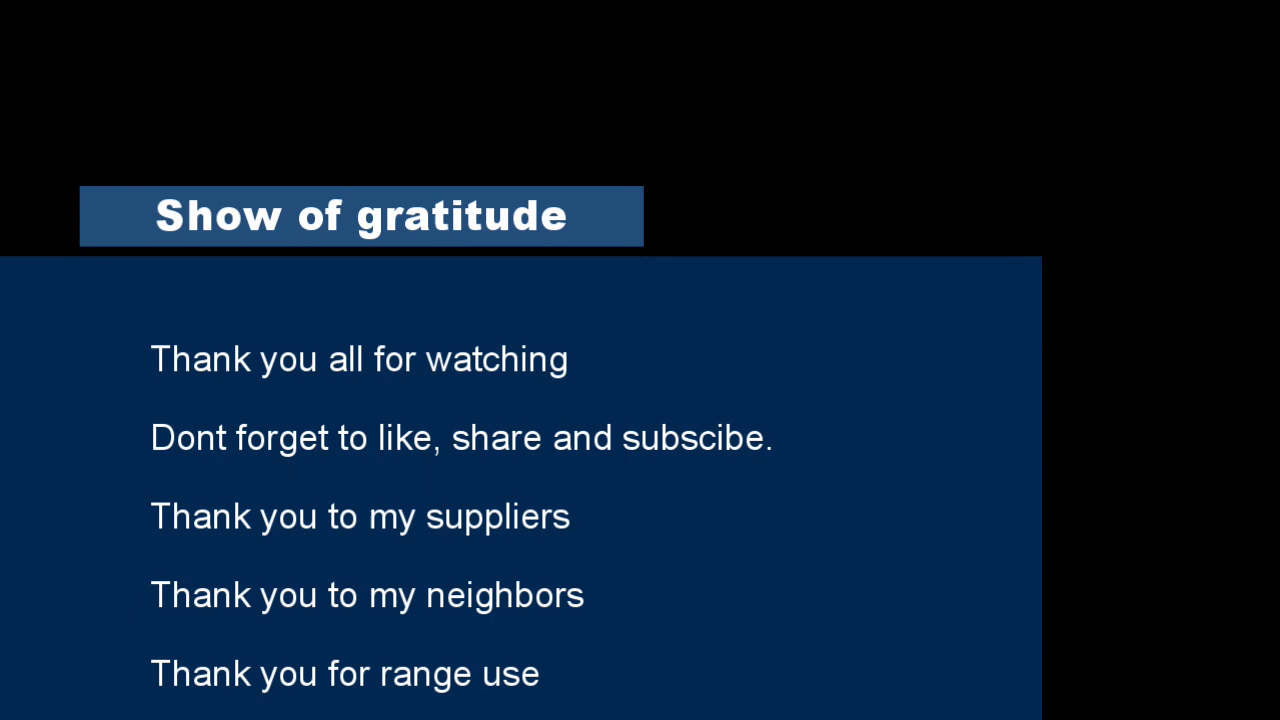 Show of gratitude
Thank you all for watching
Dont forget to like, share and subscibe.
Thank you to my suppliers
Thank you to my neighbors
Thank you for range use